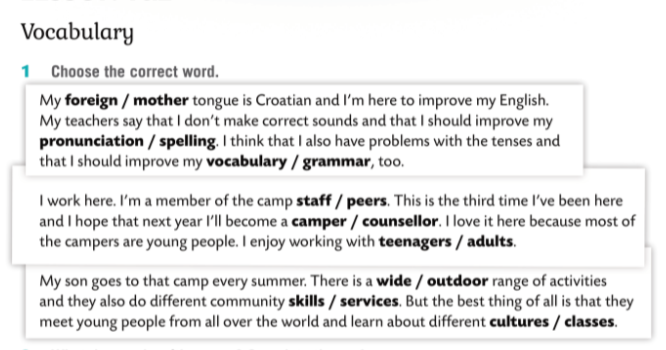 Vocabulary
1 Choose the correct word.
My foreign / mother tongue is Croatian and I'm here to improve my English.
My teachers say that I don't make correct sounds and that I should improve my
pronunciation / spelling. I think that I also have problems with the tenses and
that I should improve my vocabulary / grammar, too.
I work here. I'm a member of the camp staff / peers. This is the third time I've been here
and I hope that next year I'll become a camper / counsellor. I love it here because most of
the campers are young people. I enjoy working with teenagers / adults.
My son goes to that camp every summer. There is a wide / outdoor range of activities
and they also do different community skills / services. But the best thing of all is that they
meet young people from all over the world and learn about different cultures / classes.